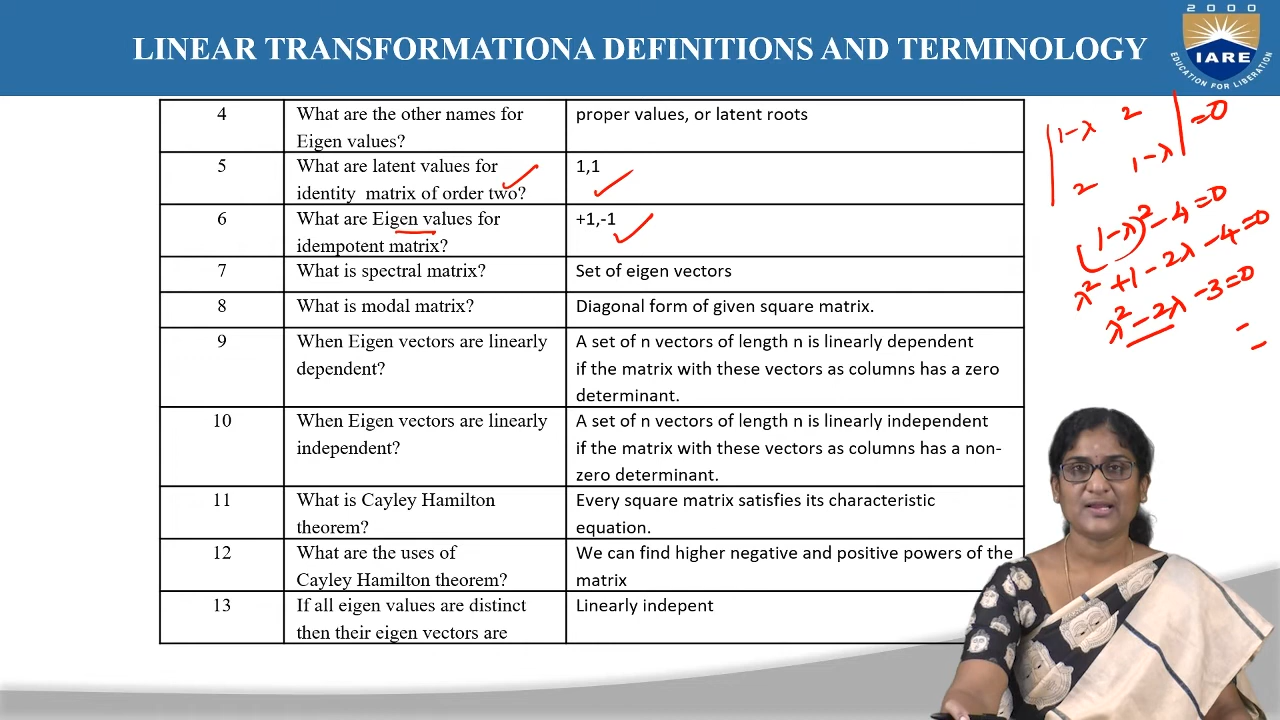 2000
LINEAR TRANSFORMATIONA DEFINITIONS AND TERMINOLOGY
IARE
EDUCATION FOR LIBERATION
4 What are the other names for Eigen values? proper values, or latent roots
5 What are latent values for identity matrix of order two? 1,1
6 What are Eigen values for idempotent matrix? +1,-1
7 What is spectral matrix? Set of eigen vectors
8 What is modal matrix? Diagonal form of given square matrix.
9 When Eigen vectors are linearly dependent? A set of n vectors of length n is linearly dependent if the matrix with these vectors as columns has a zero determinant.
10 When Eigen vectors are linearly independent? A set of n vectors of length n is linearly independent if the matrix with these vectors as columns has a non-zero determinant.
11 What is Cayley Hamilton theorem? Every square matrix satisfies its characteristic equation.
12 What are the uses of Cayley Hamilton theorem? We can find higher negative and positive powers of the matrix
13 If all eigen values are distinct then their eigen vectors are Linearly indepent
|1-λ 2|
|2 1-λ| =0
(1-λ)²-4=0
λ²+1-2λ-4=0
λ²-2λ-3=0